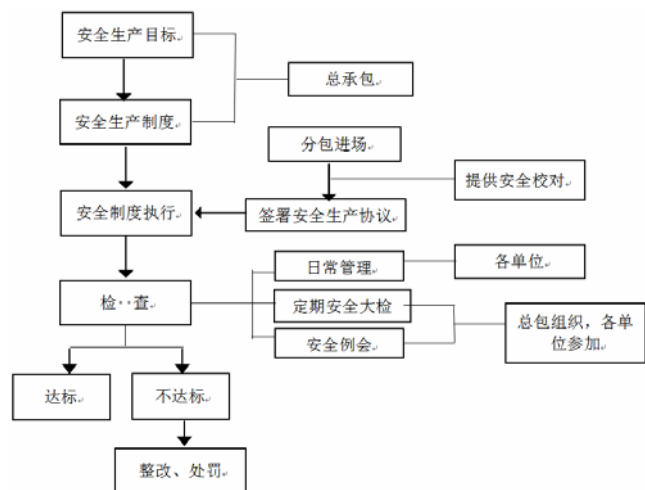 安全生产目标
总承包
安全生产制度
分包进场
提供安全校对
安全制度执行
签署安全生产协议
日常管理
各单位
检··查
定期安全大检
总包组织，各单
位参加
安全例会
达标
不达标
整改、处罚